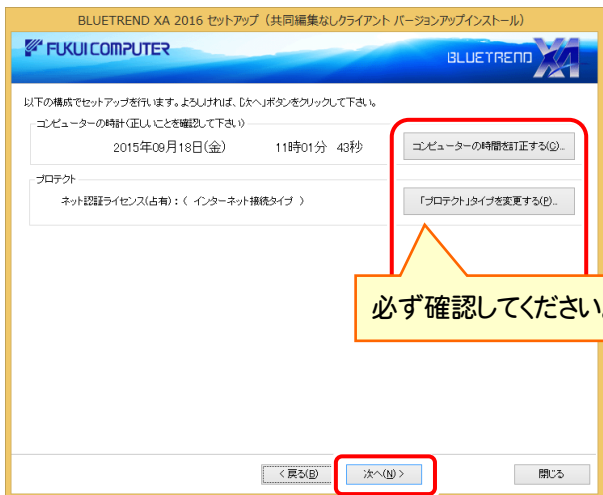 BLUETREND XA 2016 セットアップ (共同編集なしクライアント バージョンアップインストール)
FUKUI COMPUTER
BLUETREND XA
以下の構成でセットアップを行います。よろしければ、[次へ]ボタンをクリックして下さい。
コンピューターの時計(正しいことを確認して下さい)
2015年09月18日(金) 11時01分 43秒
コンピューターの時間を訂正する(C)...
プロテクト
ネット認証ライセンス(占有) : ( インターネット接続タイプ )
「プロテクト」タイプを変更する(P)...
必ず確認してください。
< 戻る(B)
次へ(N) >
閉じる